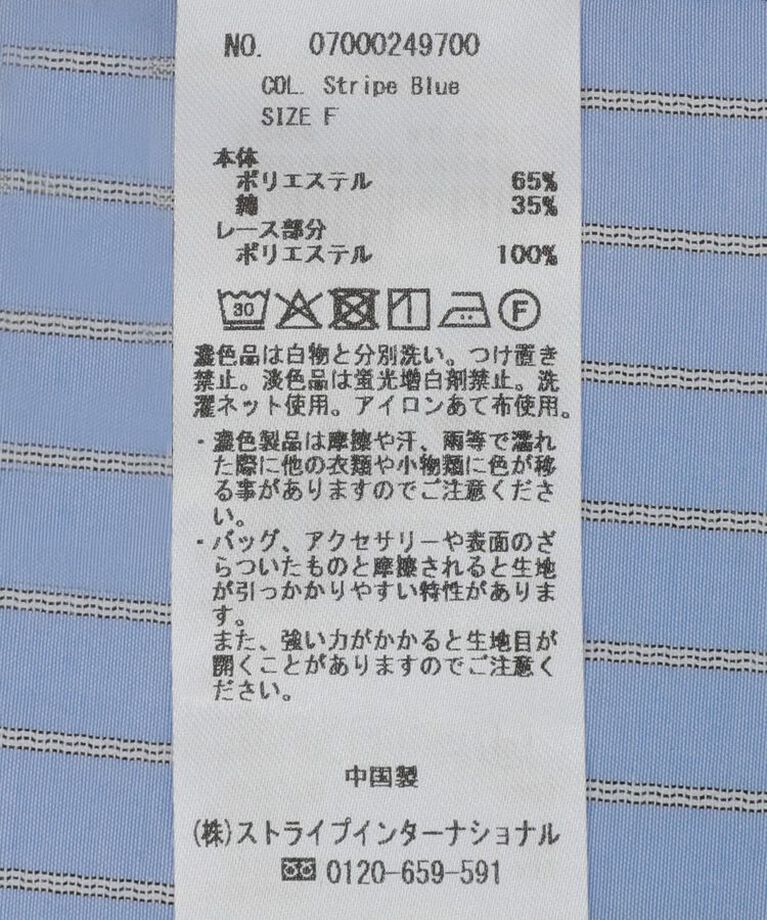 NO. 07000249700
COL. Stripe Blue
SIZE F
本体
ポリエステル 65%
綿 35%
レース部分
ポリエステル 100%
30 F
濃色品は白物と分別洗い。つけ置き
禁止。淡色品は蛍光増白剤禁止。洗
濯ネット使用。アイロンあて布使用。
・濃色製品は摩擦や汗、雨等で濡れ
た際に他の衣類や小物類に色が移
る事がありますのでご注意くださ
い。
・バッグ、アクセサリーや表面のざ
らついたものと摩擦されると生地
が引っかかりやすい特性がありま
す。
また、強い力がかかると生地目が
開くことがありますのでご注意く
ださい。
中国製
(株)ストライプインターナショナル
0120-659-591